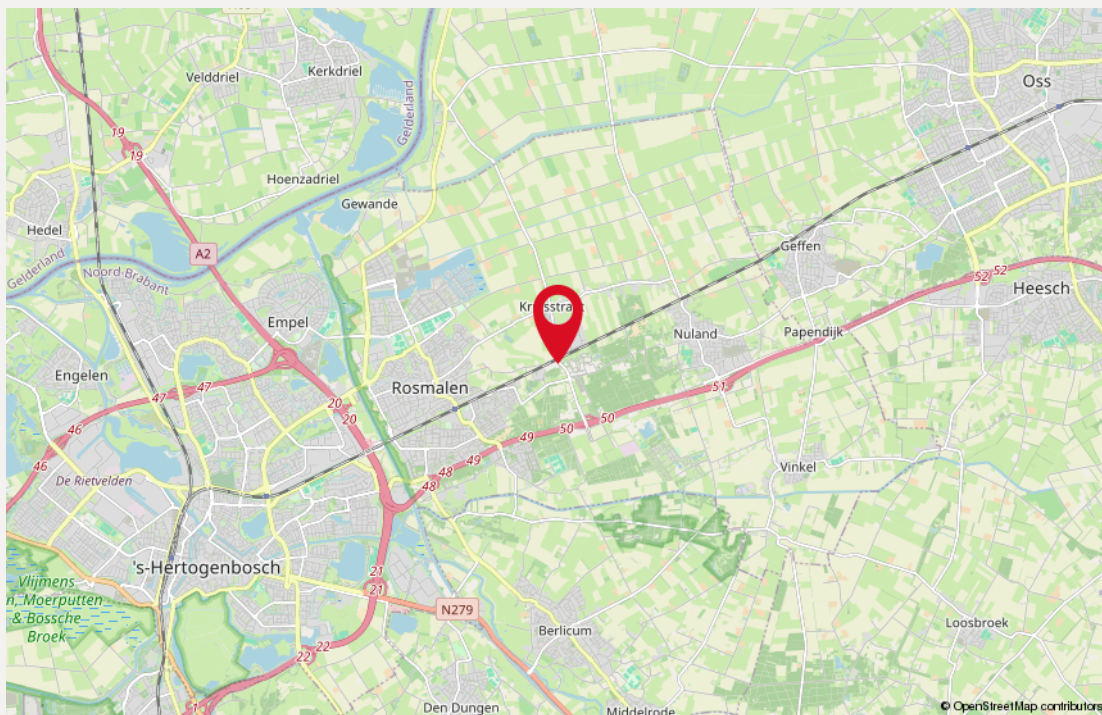 Velddriel
Kerkdriel
Oss
19
19
Gelderland
Hoenzadriel
Gewande
Hedel
A2
Gelderland
Noord-Brabant
Geffen
52
52
Heesch
Empel
Nuland
Papendijk
Engelen
47
47
Rosmalen
51
20
20
50
50
49
49
46
46
48
48
De Rietvelden
Vinkel
's-Hertogenbosch
21
21
Vlijmens
n, Moerputten
& Bossche
Broek
N279
Berlicum
Loosbroek
22
22
Den Dungen
Middelrode
© OpenStreetMap contributors